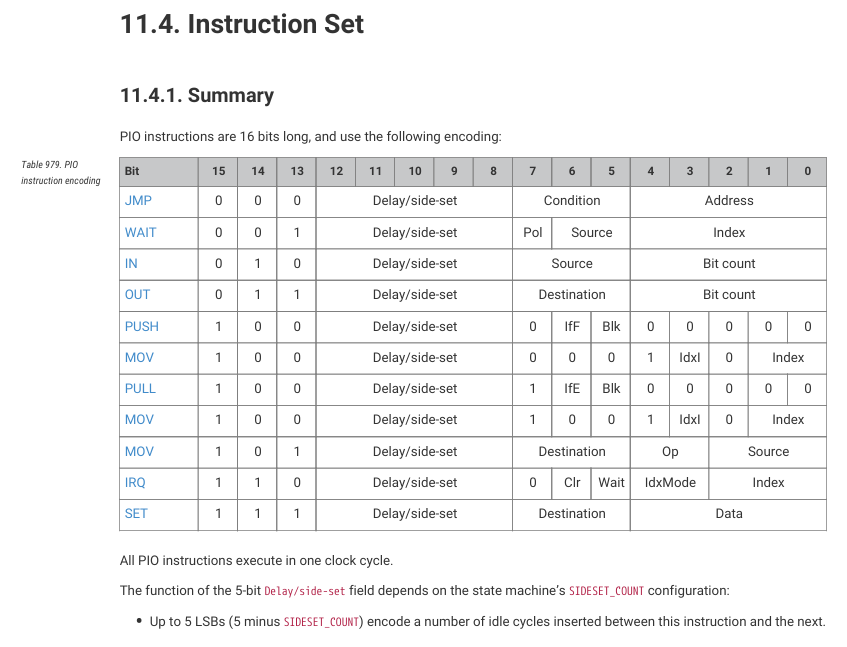 11.4. Instruction Set
11.4.1. Summary
PIO instructions are 16 bits long, and use the following encoding:
Table 979. PIO
instruction encoding
Bit 15 14 13 12 11 10 9 8 7 6 5 4 3 2 1 0
JMP 0 0 0 Delay/side-set Condition Address
WAIT 0 0 1 Delay/side-set Pol Source Index
IN 0 1 0 Delay/side-set Source Bit count
OUT 0 1 1 Delay/side-set Destination Bit count
PUSH 1 0 0 Delay/side-set 0 IfF Blk 0 0 0 0 0
MOV 1 0 0 Delay/side-set 0 0 0 1 IdxI 0 Index
PULL 1 0 0 Delay/side-set 1 IfE Blk 0 0 0 0 0
MOV 1 0 0 Delay/side-set 1 0 0 1 IdxI 0 Index
MOV 1 0 1 Delay/side-set Destination Op Source
IRQ 1 1 0 Delay/side-set 0 Clr Wait IdxMode Index
SET 1 1 1 Delay/side-set Destination Data
All PIO instructions execute in one clock cycle.
The function of the 5-bit Delay/side-set field depends on the state machine's SIDESET_COUNT configuration:
• Up to 5 LSBs (5 minus SIDESET_COUNT) encode a number of idle cycles inserted between this instruction and the next.